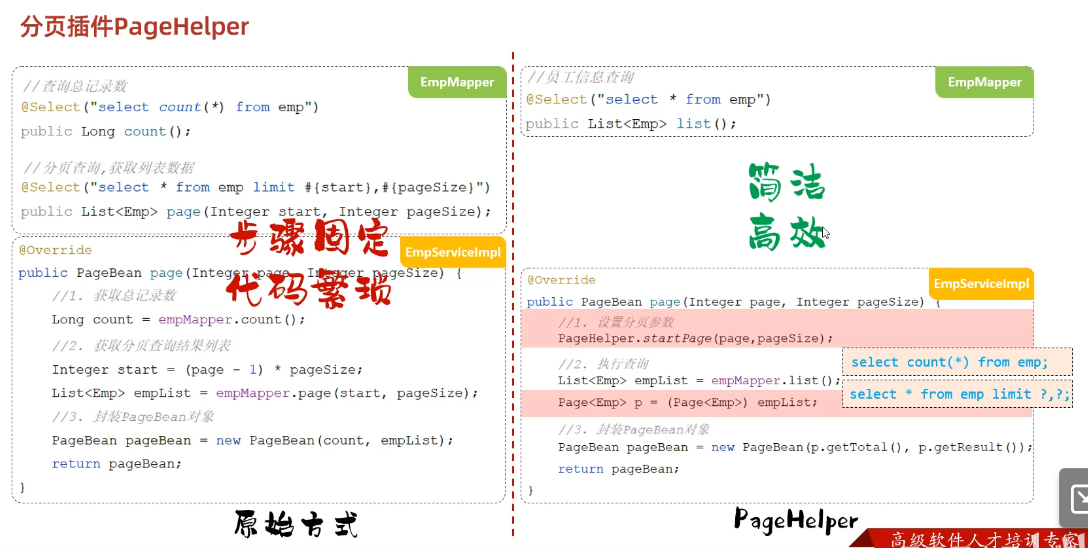 分页插件PageHelper
EmpMapper
//查询总记录数
@Select("select count(*) from emp")
public Long count();
//分页查询,获取列表数据
@Select("select * from emp limit #{start},#{pageSize}")
public List<Emp> page(Integer start, Integer pageSize);
步骤固定
代码繁琐
EmpServiceImpl
@Override
public PageBean page(Integer page, Integer pageSize) {
//1. 获取总记录数
Long count = empMapper.count();
//2. 获取分页查询结果列表
Integer start = (page - 1) * pageSize;
List<Emp> empList = empMapper.page(start, pageSize);
//3. 封装PageBean对象
PageBean pageBean = new PageBean(count, empList);
return pageBean;
}
原始方式
EmpMapper
//员工信息查询
@Select("select * from emp")
public List<Emp> list();
简洁
高效
EmpServiceImpl
@Override
public PageBean page(Integer page, Integer pageSize) {
//1. 设置分页参数
PageHelper.startPage(page,pageSize);
//2. 执行查询
List<Emp> empList = empMapper.list();
select count(*) from emp;
Page<Emp> p = (Page<Emp>) empList;
select * from emp limit ?,?;
//3. 封装PageBean对象
PageBean pageBean = new PageBean(p.getTotal(), p.getResult());
return pageBean;
}
PageHelper
高级软件人才培训专家